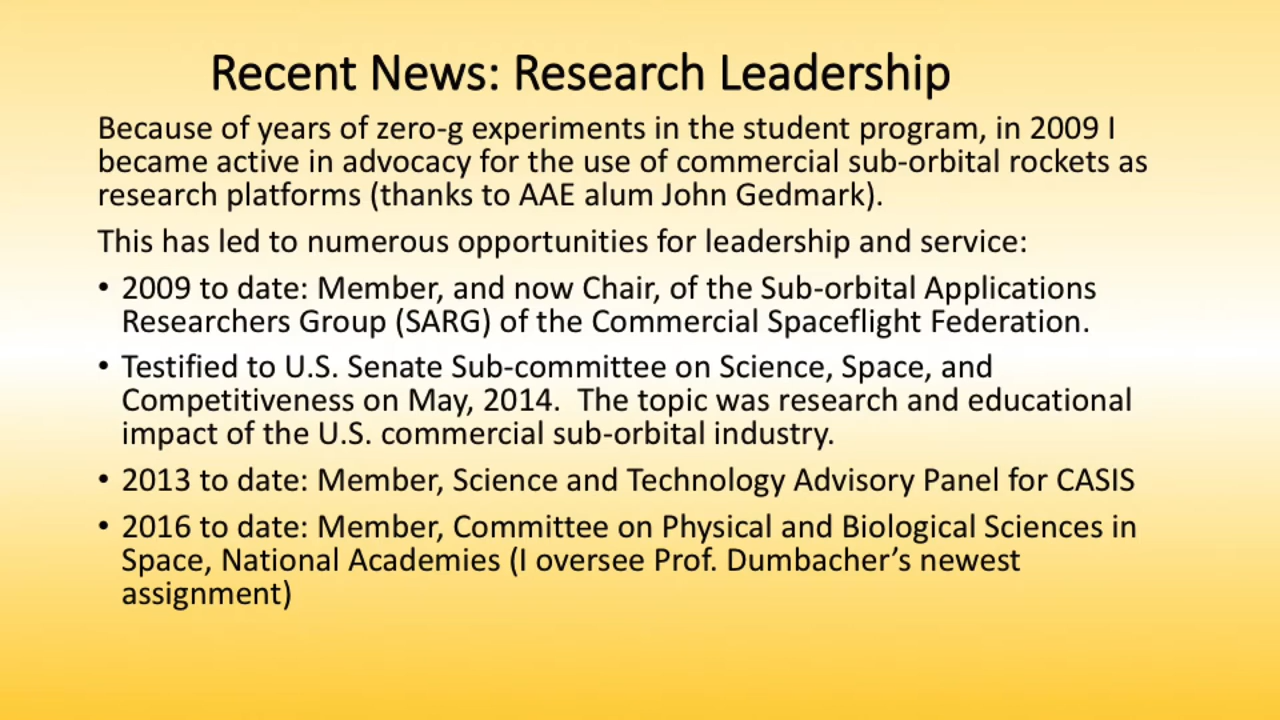 Recent News: Research Leadership
Because of years of zero-g experiments in the student program, in 2009 I
became active in advocacy for the use of commercial sub-orbital rockets as
research platforms (thanks to AAE alum John Gedmark).
This has led to numerous opportunities for leadership and service:
• 2009 to date: Member, and now Chair, of the Sub-orbital Applications
Researchers Group (SARG) of the Commercial Spaceflight Federation.
• Testified to U.S. Senate Sub-committee on Science, Space, and
Competitiveness on May, 2014.  The topic was research and educational
impact of the U.S. commercial sub-orbital industry.
• 2013 to date: Member, Science and Technology Advisory Panel for CASIS
• 2016 to date: Member, Committee on Physical and Biological Sciences in
Space, National Academies (I oversee Prof. Dumbacher’s newest
assignment)